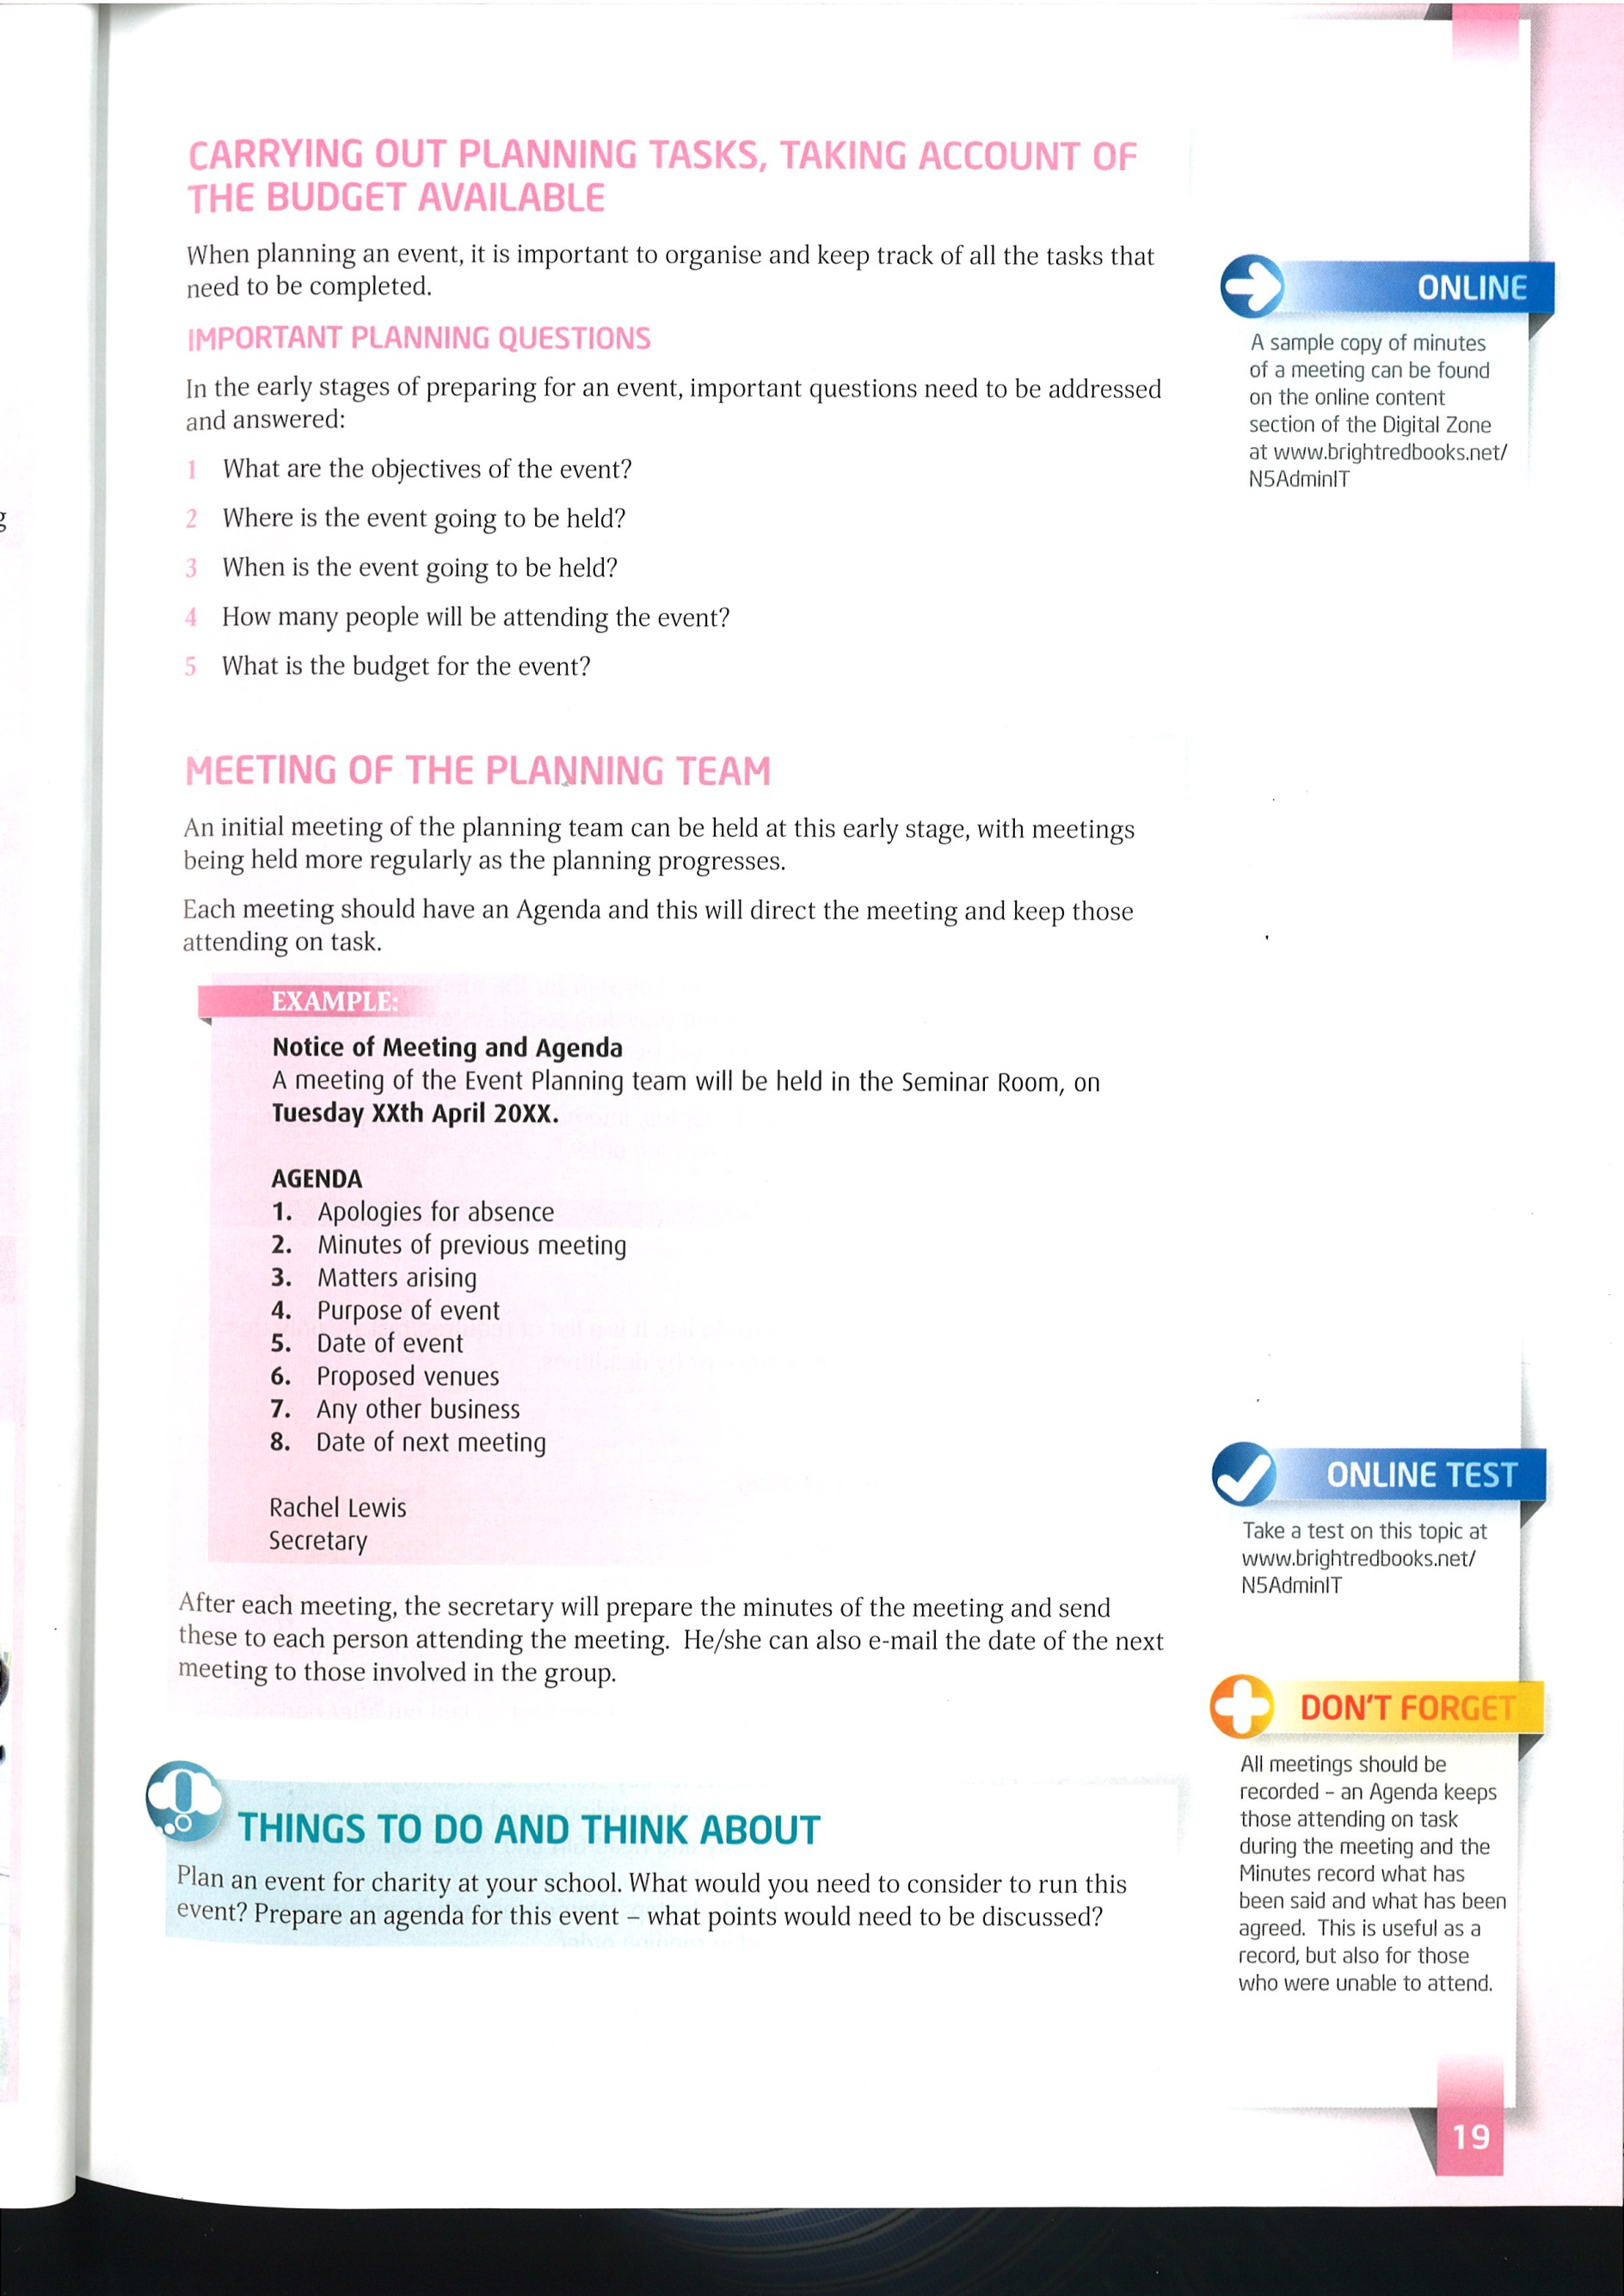 CARRYING OUT PLANNING TASKS, TAKING ACCOUNT OF
THE BUDGET AVAILABLE
When planning an event, it is important to organise and keep track of all the tasks that
need to be completed.
IMPORTANT PLANNING QUESTIONS
In the early stages of preparing for an event, important questions need to be addressed
and answered:
1 What are the objectives of the event?
2 Where is the event going to be held?
3 When is the event going to be held?
4 How many people will be attending the event?
5 What is the budget for the event?
MEETING OF THE PLANNING TEAM
An initial meeting of the planning team can be held at this early stage, with meetings
being held more regularly as the planning progresses.
Each meeting should have an Agenda and this will direct the meeting and keep those
attending on task.
EXAMPLE:
Notice of Meeting and Agenda
A meeting of the Event Planning team will be held in the Seminar Room, on
Tuesday XXth April 20XX.
AGENDA
1. Apologies for absence
2. Minutes of previous meeting
3. Matters arising
4. Purpose of event
5. Date of event
6. Proposed venues
7. Any other business
8. Date of next meeting
Rachel Lewis
Secretary
After each meeting, the secretary will prepare the minutes of the meeting and send
these to each person attending the meeting. He/she can also e-mail the date of the next
meeting to those involved in the group.
THINGS TO DO AND THINK ABOUT
Plan an event for charity at your school. What would you need to consider to run this
event? Prepare an agenda for this event – what points would need to be discussed?
ONLINE
A sample copy of minutes
of a meeting can be found
on the online content
section of the Digital Zone
at www.brightredbooks.net/
N5AdminIT
ONLINE TEST
Take a test on this topic at
www.brightredbooks.net/
N5AdminIT
DON'T FORGET
All meetings should be
recorded – an Agenda keeps
those attending on task
during the meeting and the
Minutes record what has
been said and what has been
agreed. This is useful as a
record, but also for those
who were unable to attend.
19